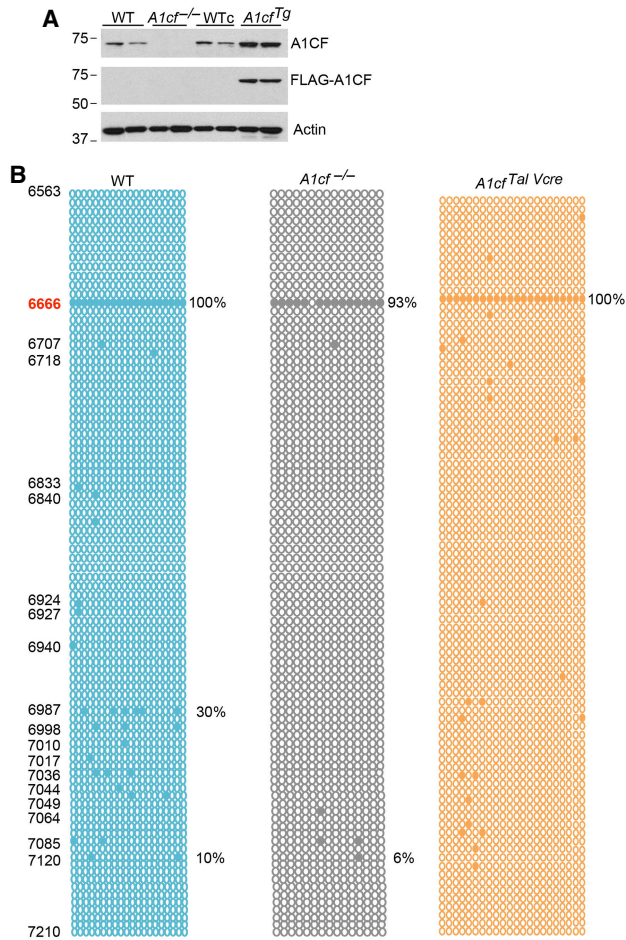 A
WT A1cf–/– WTc A1cfTg
75 A1CF
75 FLAG-A1CF
50
Actin
37
B
WT A1cf –/– A1cf Tal Vcre
6563
6666 100% 93% 100%
6707
6718
6833
6840
6924
6927
6940
6987 30%
6998
7010
7017
7036
7044
7049
7064
7085
7120 10% 6%
7210